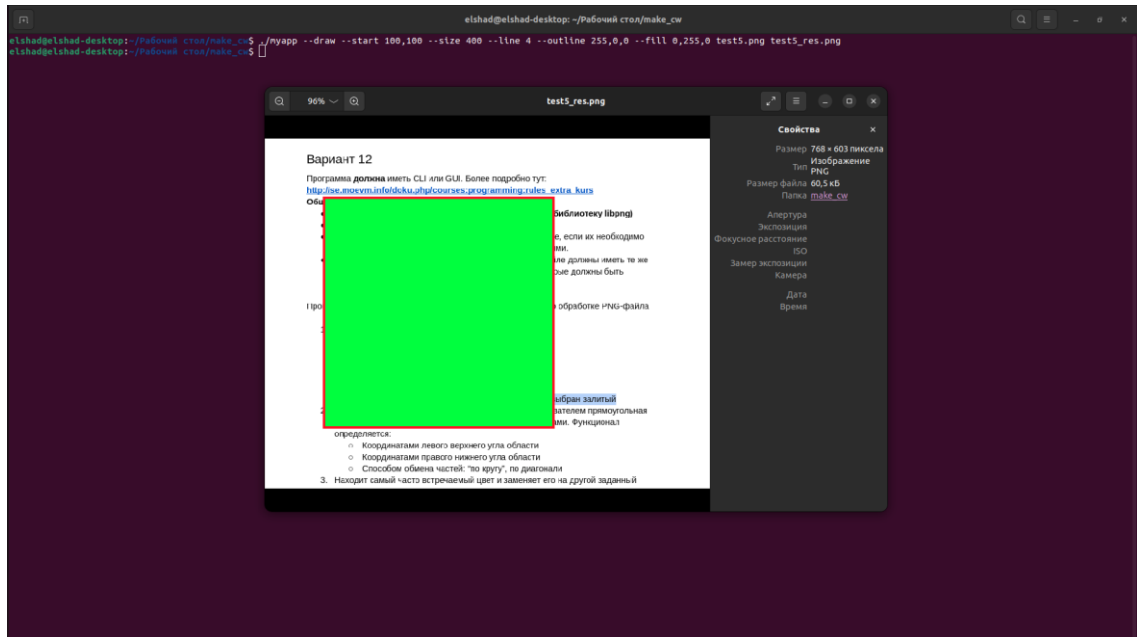 elshad@elshad-desktop: ~/Рабочий стол/make_cw
elshad@elshad-desktop:~/Рабочий стол/make_cw$ ./myapp --draw --start 100,100 --size 400 --line 4 --outline 255,0,0 --fill 0,255,0 test5.png test5_res.png
elshad@elshad-desktop:~/Рабочий стол/make_cw$
96%
test5_res.png
Вариант 12
Программа должна иметь CLI или GUI. Более подробно тут:
http://se.moevm.info/doku.php/courses:programming:rules_extra_kurs
библиотеку libpng)
е, если их необходимо
ми.
ле должны иметь те же
рые должны быть
обработке PNG-файла
ыбран залитый
2
вателем прямоугольная
ами. Функционал
определяется:
○ Координатами левого верхнего угла области
○ Координатами правого нижнего угла области
○ Способом обмена частей: "по кругу", по диагонали
3. Находит самый часто встречаемый цвет и заменяет его на другой заданный
Свойства
Размер 768 × 603 пиксела
Тип Изображение PNG
Размер файла 60,5 кБ
Папка make_cw
Апертура
Экспозиция
Фокусное расстояние
ISO
Замер экспозиции
Камера
Дата
Время